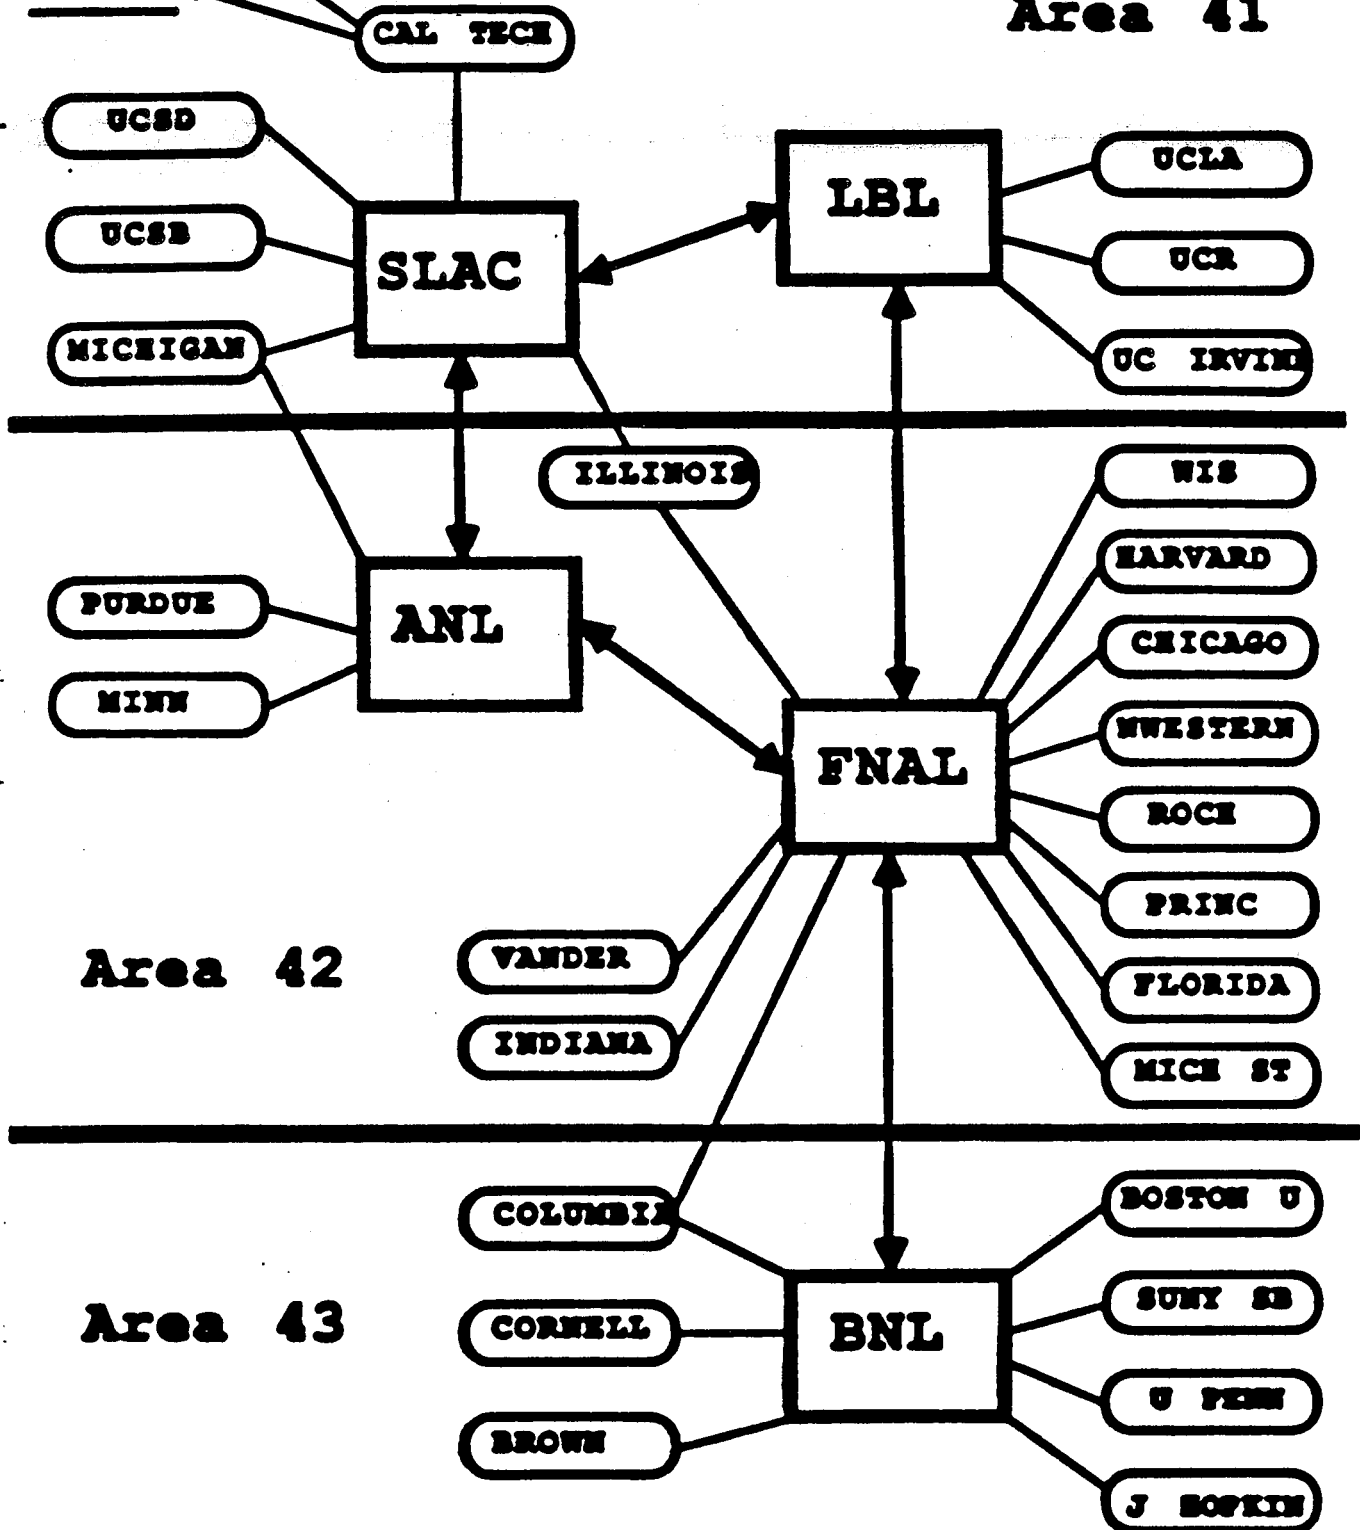 Area 41
CAL TECH
UCSD
LBL
UCLA
UCSB
SLAC
UCR
MICHIGAN
UC IRVINE
ILLINOIS
WIS
HARVARD
PURDUE
ANL
CHICAGO
MINN
NWESTERN
FNAL
ROCH
PRINC
Area 42
VANDER
FLORIDA
INDIANA
MICH ST
COLUMBIA
BOSTON U
Area 43
CORNELL
BNL
SUNY SB
U PENN
BROWN
J HOPKIN